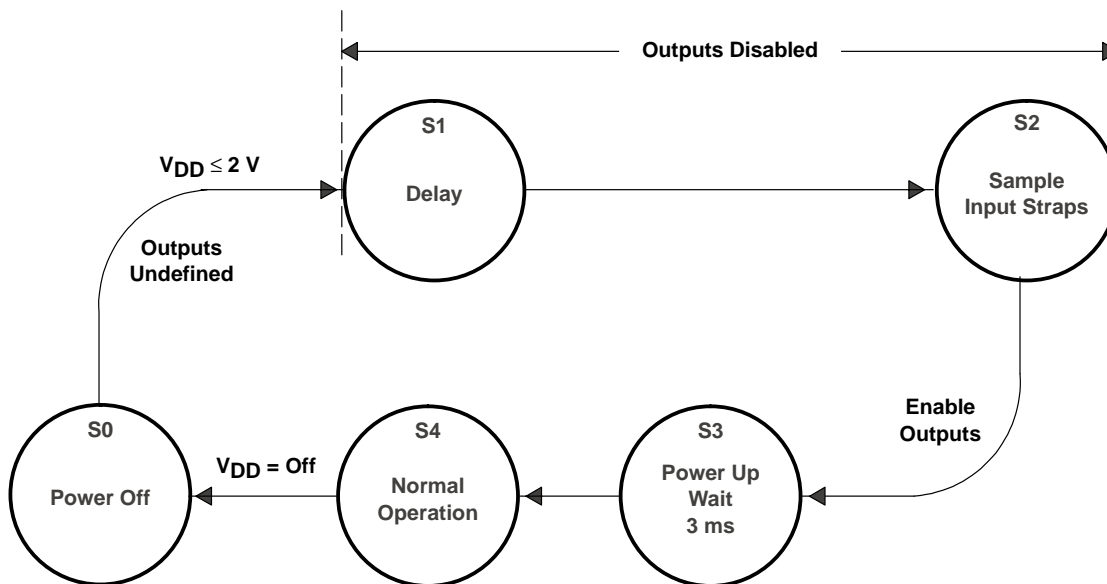 Outputs Disabled
S1
Delay
S2
Sample
Input Straps
VDD ≤ 2 V
Outputs
Undefined
Enable
Outputs
S0
Power Off
VDD = Off
S4
Normal
Operation
S3
Power Up
Wait
3 ms